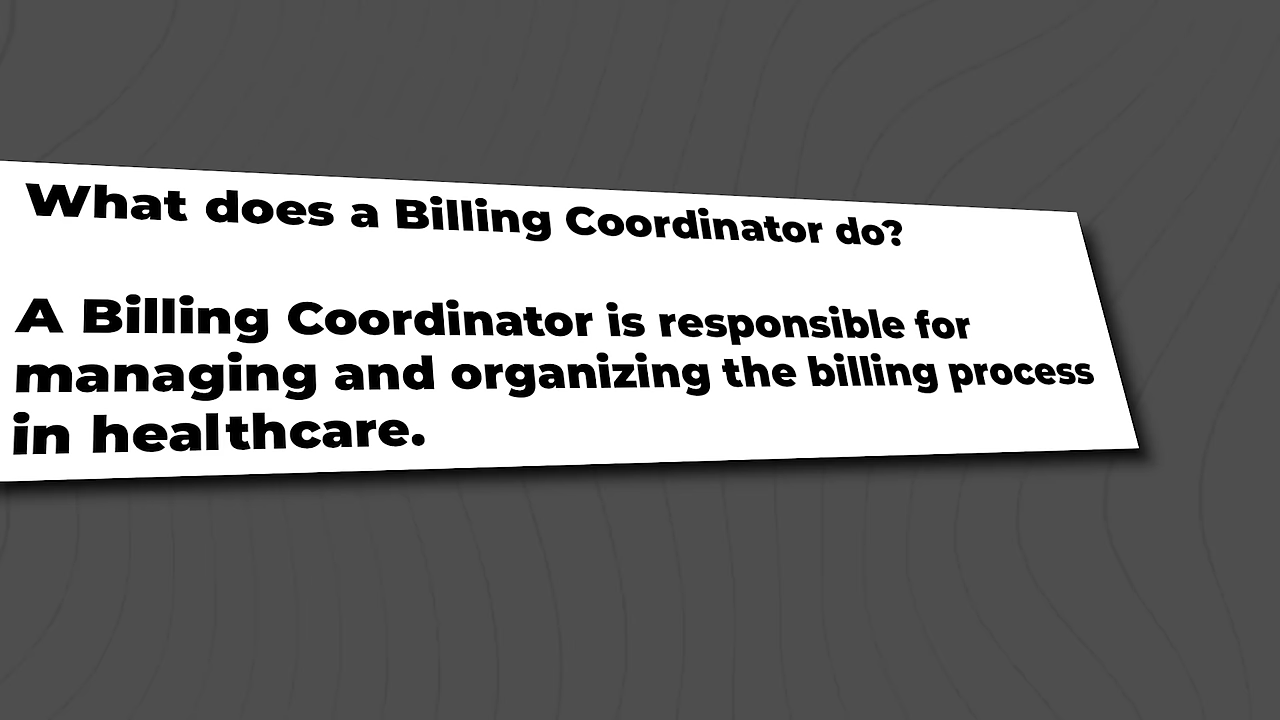 What does a Billing Coordinator do?
A Billing Coordinator is responsible for
managing and organizing the billing process
in healthcare.